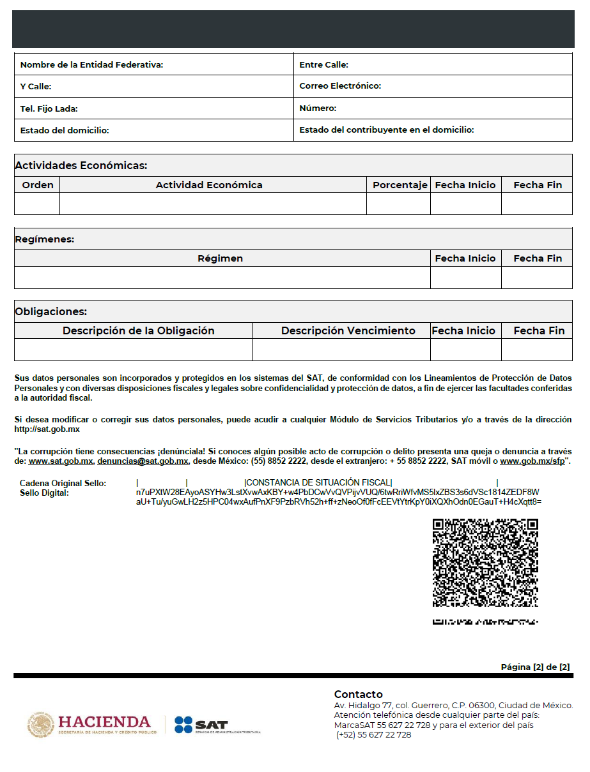 Nombre de la Entidad Federativa: Entre Calle:
Y Calle: Correo Electrónico:
Tel. Fijo Lada: Número:
Estado del domicilio: Estado del contribuyente en el domicilio:
Actividades Económicas:
Orden Actividad Económica Porcentaje Fecha Inicio Fecha Fin
Regímenes:
Régimen Fecha Inicio Fecha Fin
Obligaciones:
Descripción de la Obligación Descripción Vencimiento Fecha Inicio Fecha Fin
Sus datos personales son incorporados y protegidos en los sistemas del SAT, de conformidad con los Lineamientos de Protección de Datos
Personales y con diversas disposiciones fiscales y legales sobre confidencialidad y protección de datos, a fin de ejercer las facultades conferidas
a la autoridad fiscal.
Si desea modificar o corregir sus datos personales, puede acudir a cualquier Módulo de Servicios Tributarios y/o a través de la dirección
http://sat.gob.mx
"La corrupción tiene consecuencias ¡denúnciala! Si conoces algún posible acto de corrupción o delito presenta una queja o denuncia a través
de: www.sat.gob.mx, denuncias@sat.gob.mx, desde México: (55) 8852 2222, desde el extranjero: + 55 8852 2222, SAT móvil o www.gob.mx/sfp".
Cadena Original Sello: | | |CONSTANCIA DE SITUACIÓN FISCAL| |
Sello Digital:
Página [2] de [2]
Contacto
Av. Hidalgo 77, col. Guerrero, C.P. 06300, Ciudad de México.
Atención telefónica desde cualquier parte del país:
MarcaSAT 55 627 22 728 y para el exterior del país
(+52) 55 627 22 728
HACIENDA
SECRETARÍA DE HACIENDA Y CRÉDITO PÚBLICO
SAT
SERVICIO DE ADMINISTRACIÓN TRIBUTARIA